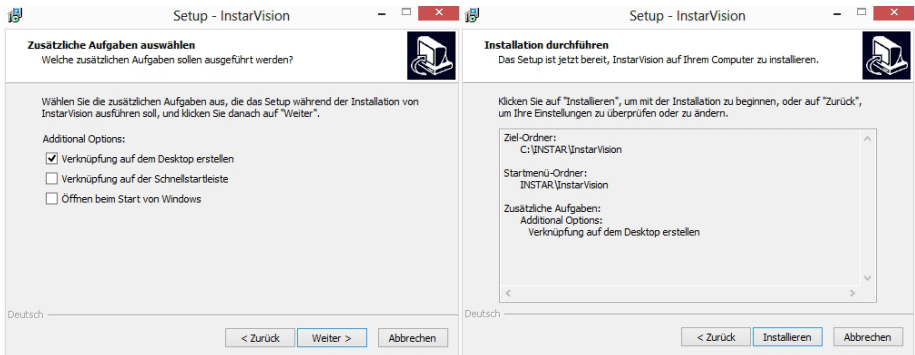 Setup - InstarVision
Zusätzliche Aufgaben auswählen
Welche zusätzlichen Aufgaben sollen ausgeführt werden?
Wählen Sie die zusätzlichen Aufgaben aus, die das Setup während der Installation von
InstarVision ausführen soll, und klicken Sie danach auf "Weiter".
Additional Options:
Verknüpfung auf dem Desktop erstellen
Verknüpfung auf der Schnellstartleiste
Öffnen beim Start von Windows
Deutsch
< Zurück
Weiter >
Abbrechen
Setup - InstarVision
Installation durchführen
Das Setup ist jetzt bereit, InstarVision auf Ihrem Computer zu installieren.
Klicken Sie auf "Installieren", um mit der Installation zu beginnen, oder auf "Zurück",
um Ihre Einstellungen zu überprüfen oder zu ändern.
Ziel-Ordner:
C:\INSTAR\InstarVision
Startmenü-Ordner:
INSTAR\InstarVision
Zusätzliche Aufgaben:
Additional Options:
Verknüpfung auf dem Desktop erstellen
Deutsch
< Zurück
Installieren
Abbrechen